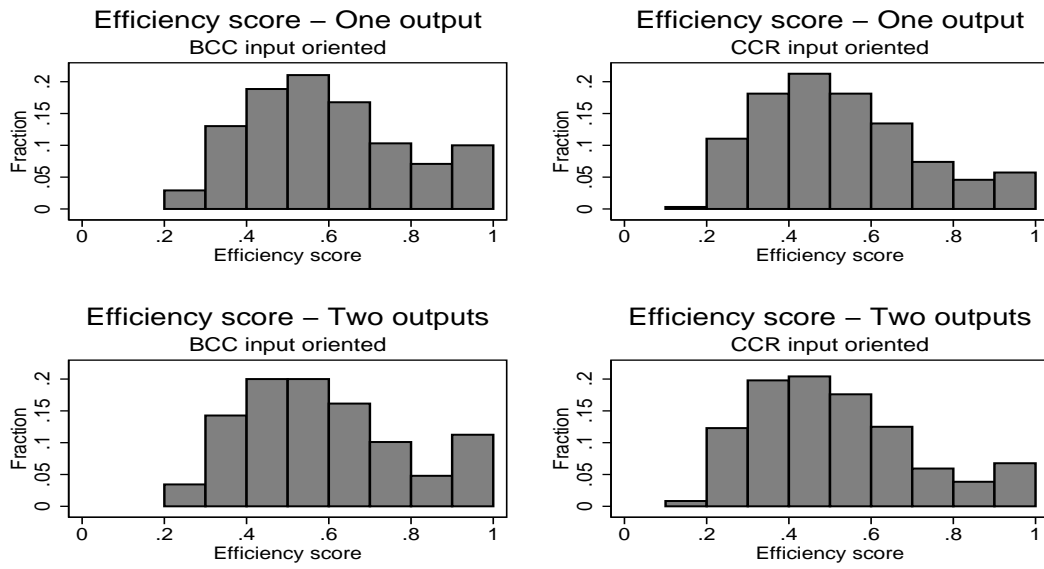 Efficiency score – One output
BCC input oriented
Fraction
.2
.15
.1
.05
0
0 .2 .4 .6 .8 1
Efficiency score
Efficiency score – One output
CCR input oriented
Fraction
.2
.15
.1
.05
0
0 .2 .4 .6 .8 1
Efficiency score
Efficiency score – Two outputs
BCC input oriented
Fraction
.2
.15
.1
.05
0
0 .2 .4 .6 .8 1
Efficiency score
Efficiency score – Two outputs
CCR input oriented
Fraction
.2
.15
.1
.05
0
0 .2 .4 .6 .8 1
Efficiency score